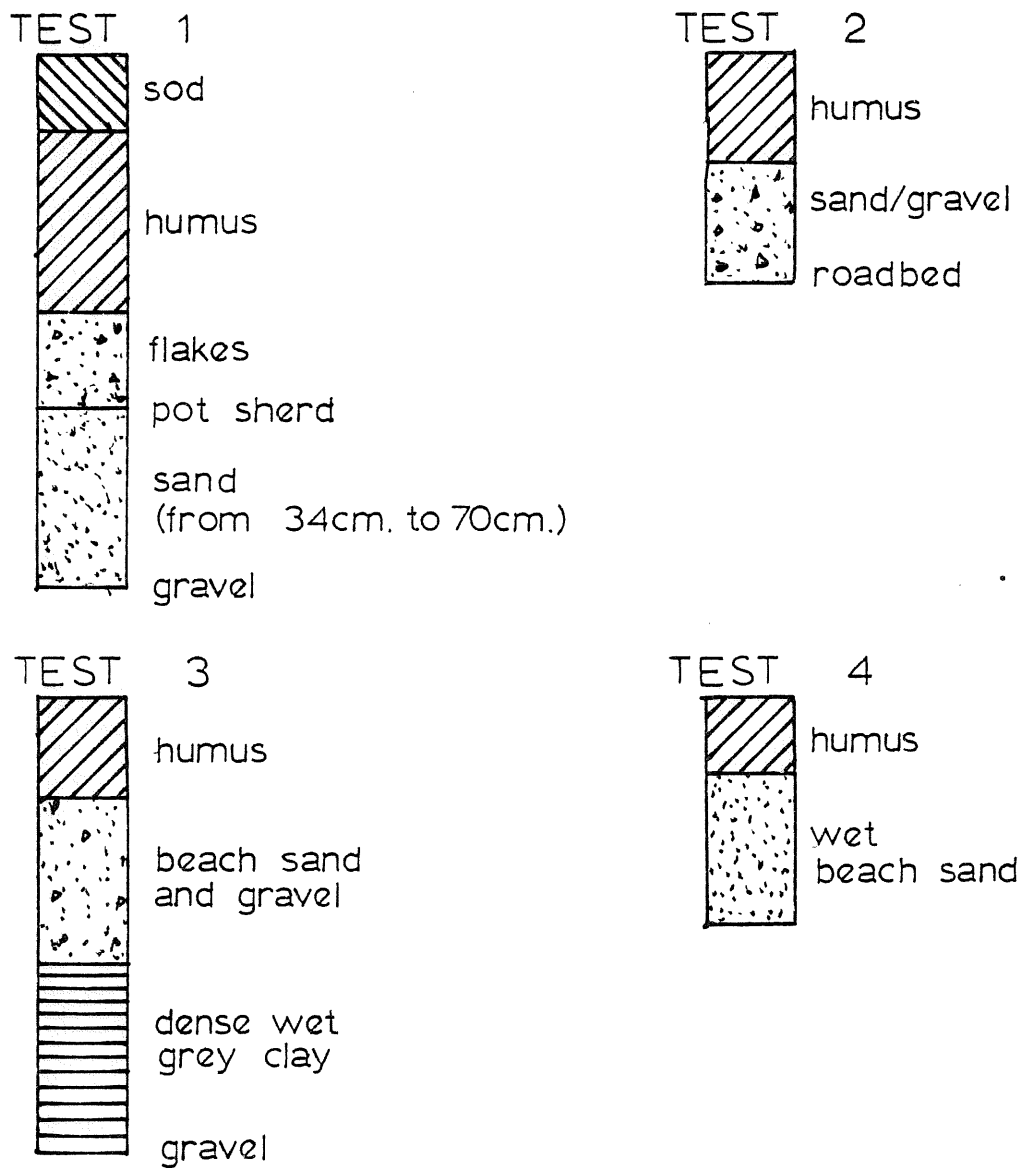 TEST 1
sod
humus
flakes
pot sherd
sand
(from 34cm. to 70cm.)
gravel
TEST 2
humus
sand/gravel
roadbed
TEST 3
humus
beach sand
and gravel
dense wet
grey clay
gravel
TEST 4
humus
wet
beach sand